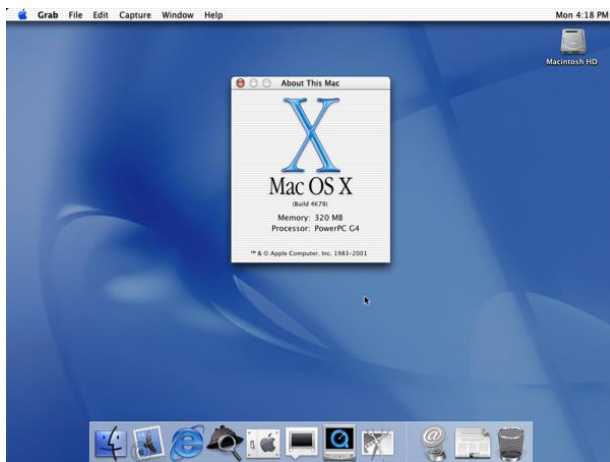 Grab File Edit Capture Window Help Mon 4:18 PM
Macintosh HD
About This Mac
X
Mac OS X
(Build 4K78)
Memory: 320 MB
Processor: PowerPC G4
™ & © Apple Computer, Inc. 1983-2001